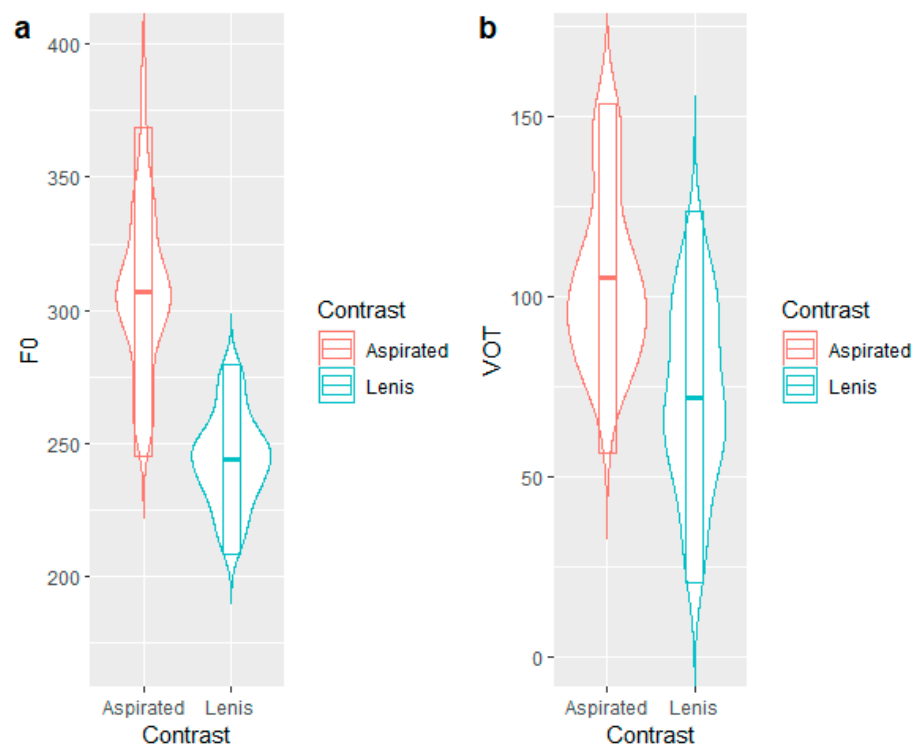 a
F0
400
350
300
250
200
Aspirated Lenis
Contrast
Contrast
Aspirated
Lenis
b
VOT
150
100
50
0
Aspirated Lenis
Contrast
Contrast
Aspirated
Lenis